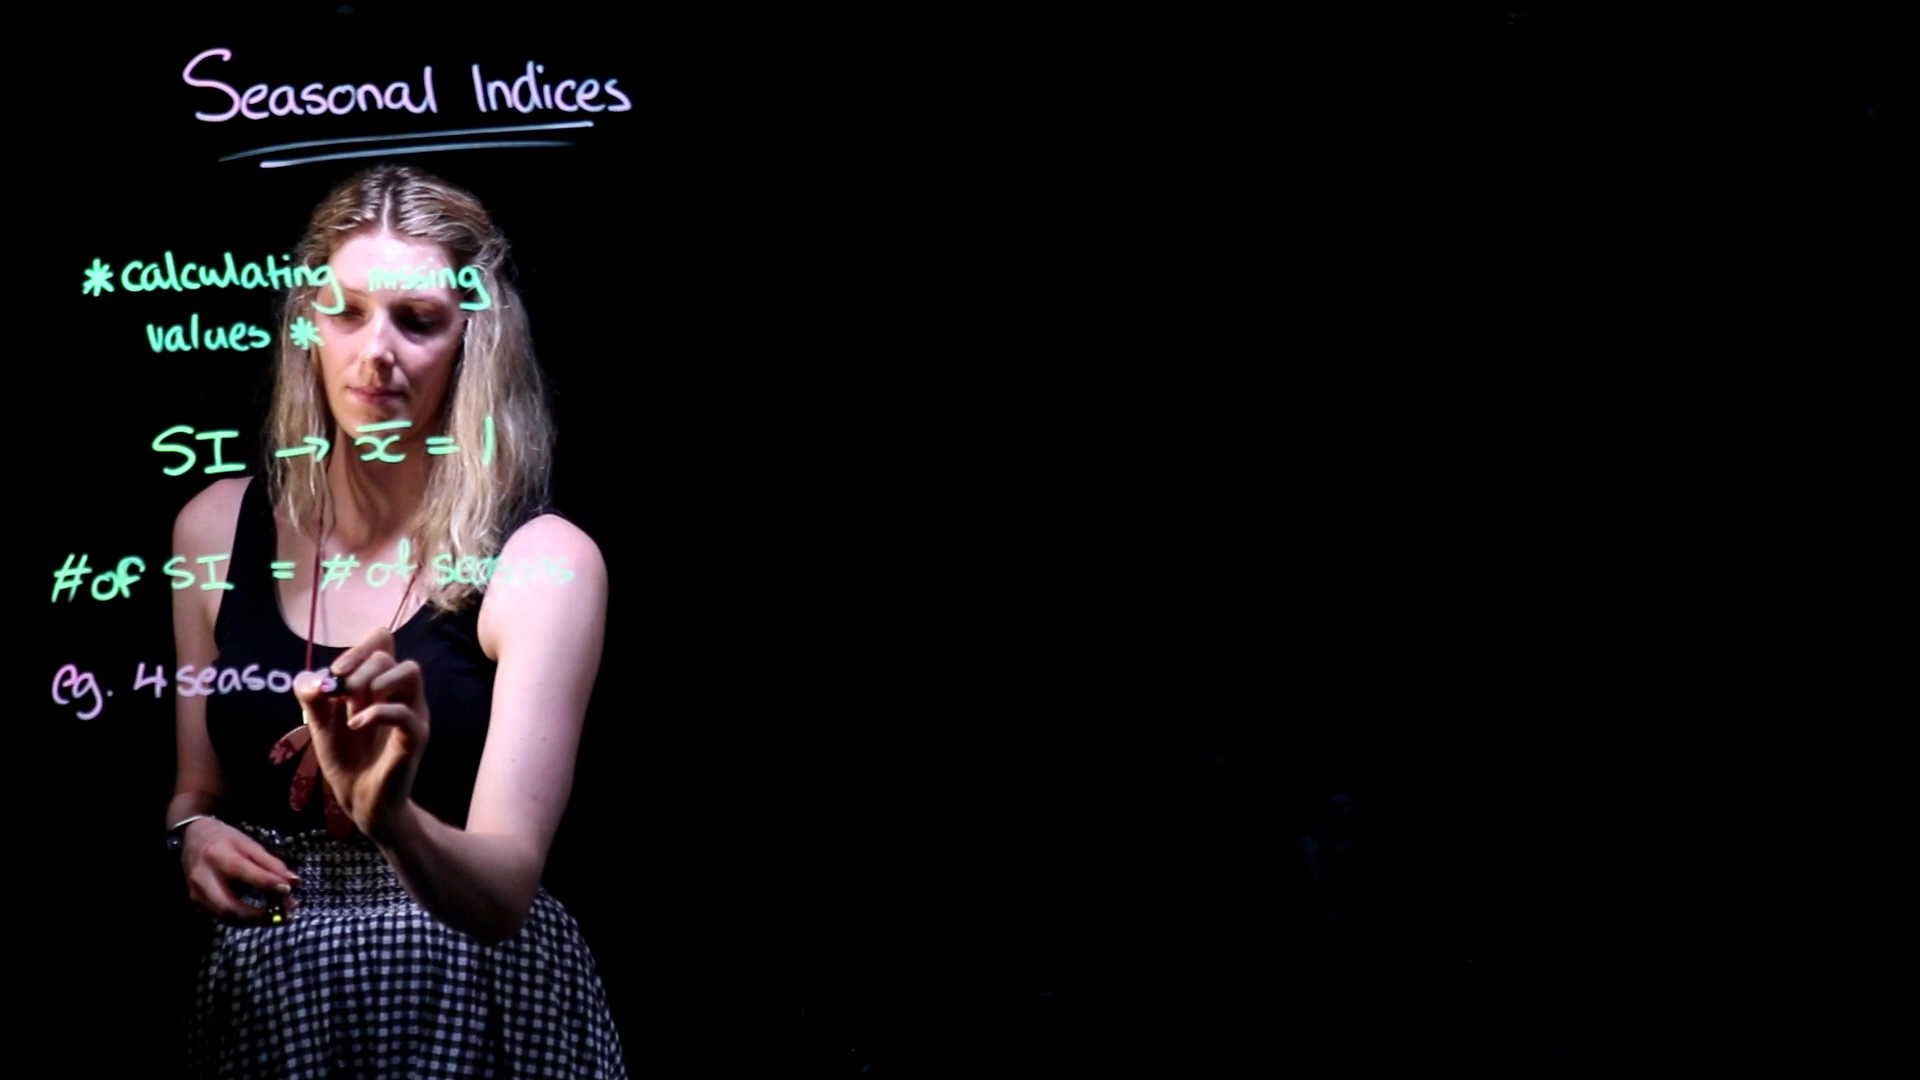 Seasonal Indices
*calculating missing
values *
SI → x̄ = 1
#of SI = # of seasons
eg. 4 seasons